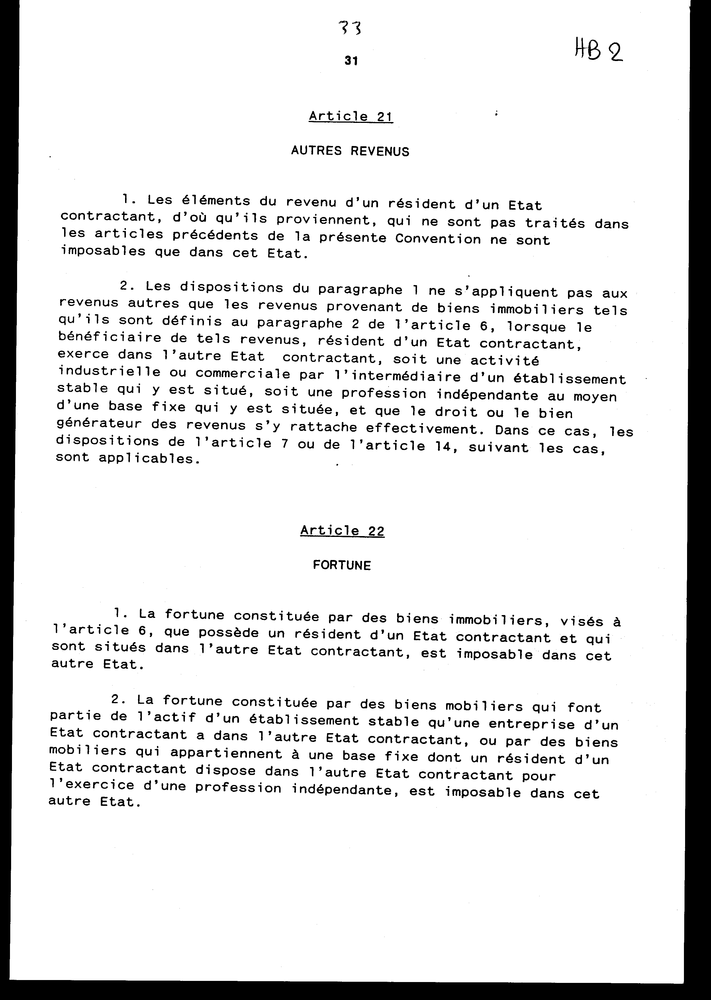 33
HB 2
31
Article 21
AUTRES REVENUS
1. Les éléments du revenu d'un résident d'un Etat
contractant, d'où qu'ils proviennent, qui ne sont pas traités dans
les articles précédents de la présente Convention ne sont
imposables que dans cet Etat.
2. Les dispositions du paragraphe 1 ne s'appliquent pas aux
revenus autres que les revenus provenant de biens immobiliers tels
qu'ils sont définis au paragraphe 2 de l'article 6, lorsque le
bénéficiaire de tels revenus, résident d'un Etat contractant,
exerce dans l'autre Etat contractant, soit une activité
industrielle ou commerciale par l'intermédiaire d'un établissement
stable qui y est situé, soit une profession indépendante au moyen
d'une base fixe qui y est située, et que le droit ou le bien
générateur des revenus s'y rattache effectivement. Dans ce cas, les
dispositions de l'article 7 ou de l'article 14, suivant les cas,
sont applicables.
Article 22
FORTUNE
1. La fortune constituée par des biens immobiliers, visés à
l'article 6, que possède un résident d'un Etat contractant et qui
sont situés dans l'autre Etat contractant, est imposable dans cet
autre Etat.
2. La fortune constituée par des biens mobiliers qui font
partie de l'actif d'un établissement stable qu'une entreprise d'un
Etat contractant a dans l'autre Etat contractant, ou par des biens
mobiliers qui appartiennent à une base fixe dont un résident d'un
Etat contractant dispose dans l'autre Etat contractant pour
l'exercice d'une profession indépendante, est imposable dans cet
autre Etat.